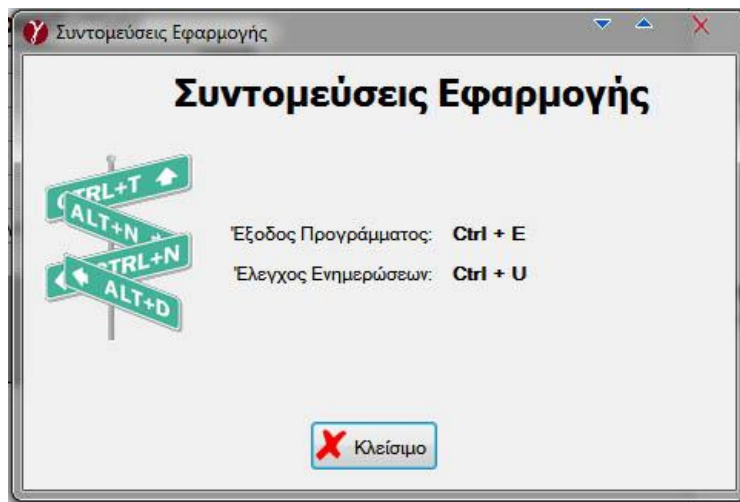 Συντομεύσεις Εφαρμογής
Συντομεύσεις Εφαρμογής
CTRL+T
ALT+N
CTRL+N
ALT+D
Έξοδος Προγράμματος: Ctrl + E
Έλεγχος Ενημερώσεων: Ctrl + U
Κλείσιμο